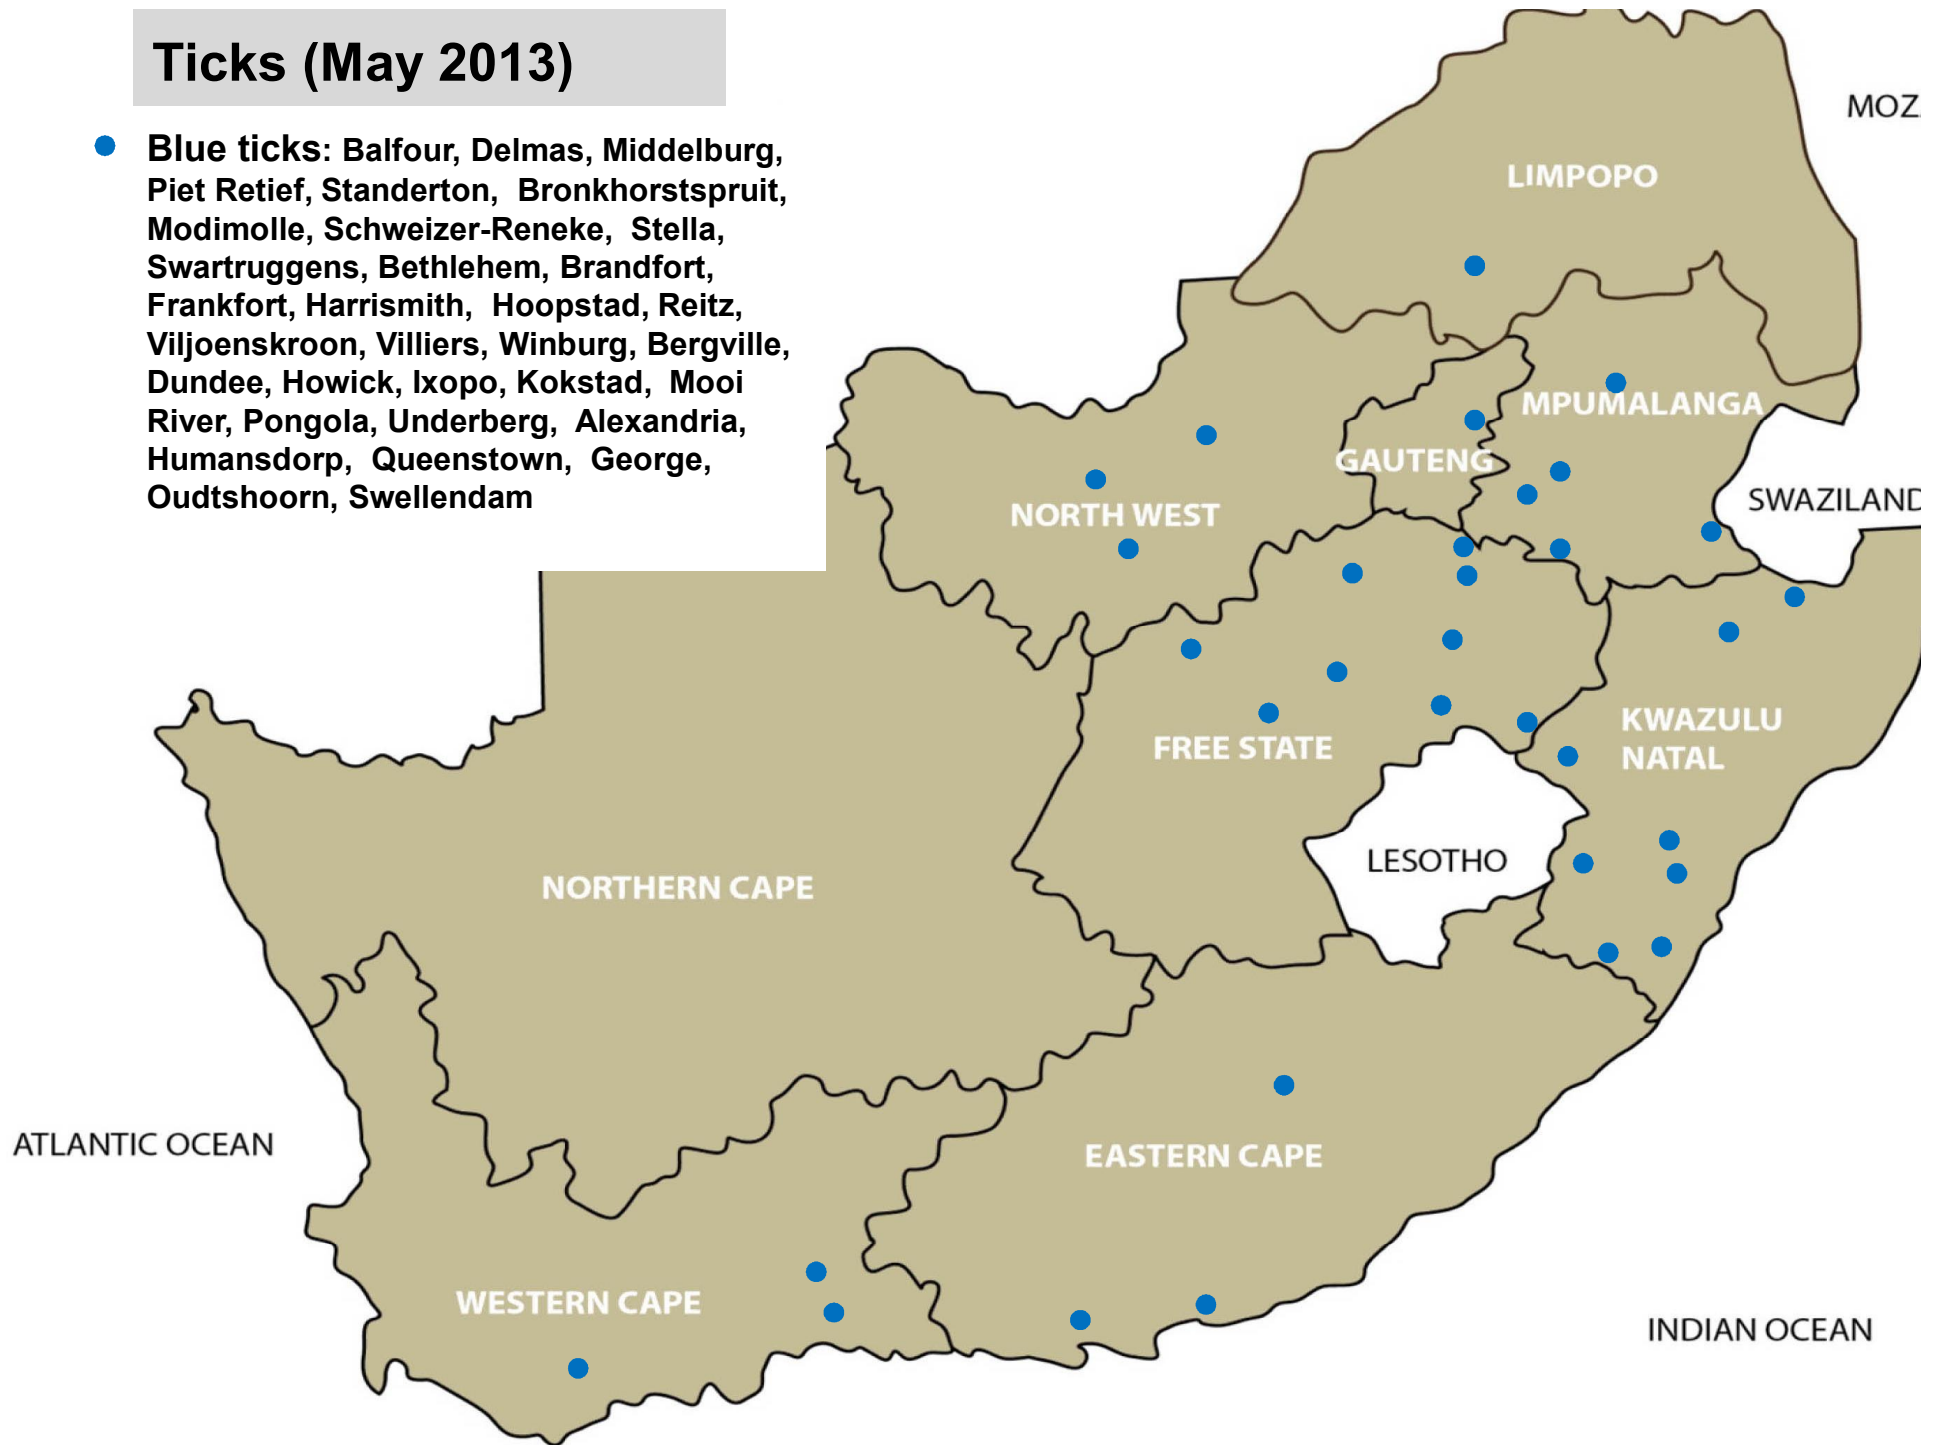 Ticks (May 2013)
Blue ticks: Balfour, Delmas, Middelburg,
Piet Retief, Standerton, Bronkhorstspruit,
Modimolle, Schweizer-Reneke, Stella,
Swartruggens, Bethlehem, Brandfort,
Frankfort, Harrismith, Hoopstad, Reitz,
Viljoenskroon, Villiers, Winburg, Bergville,
Dundee, Howick, Ixopo, Kokstad, Mooi
River, Pongola, Underberg, Alexandria,
Humansdorp, Queenstown, George,
Oudtshoorn, Swellendam
MOZ
LIMPOPO
MPUMALANGA
GAUTENG
SWAZILAND
NORTH WEST
KWAZULU
NATAL
FREE STATE
LESOTHO
NORTHERN CAPE
ATLANTIC OCEAN
EASTERN CAPE
WESTERN CAPE
INDIAN OCEAN